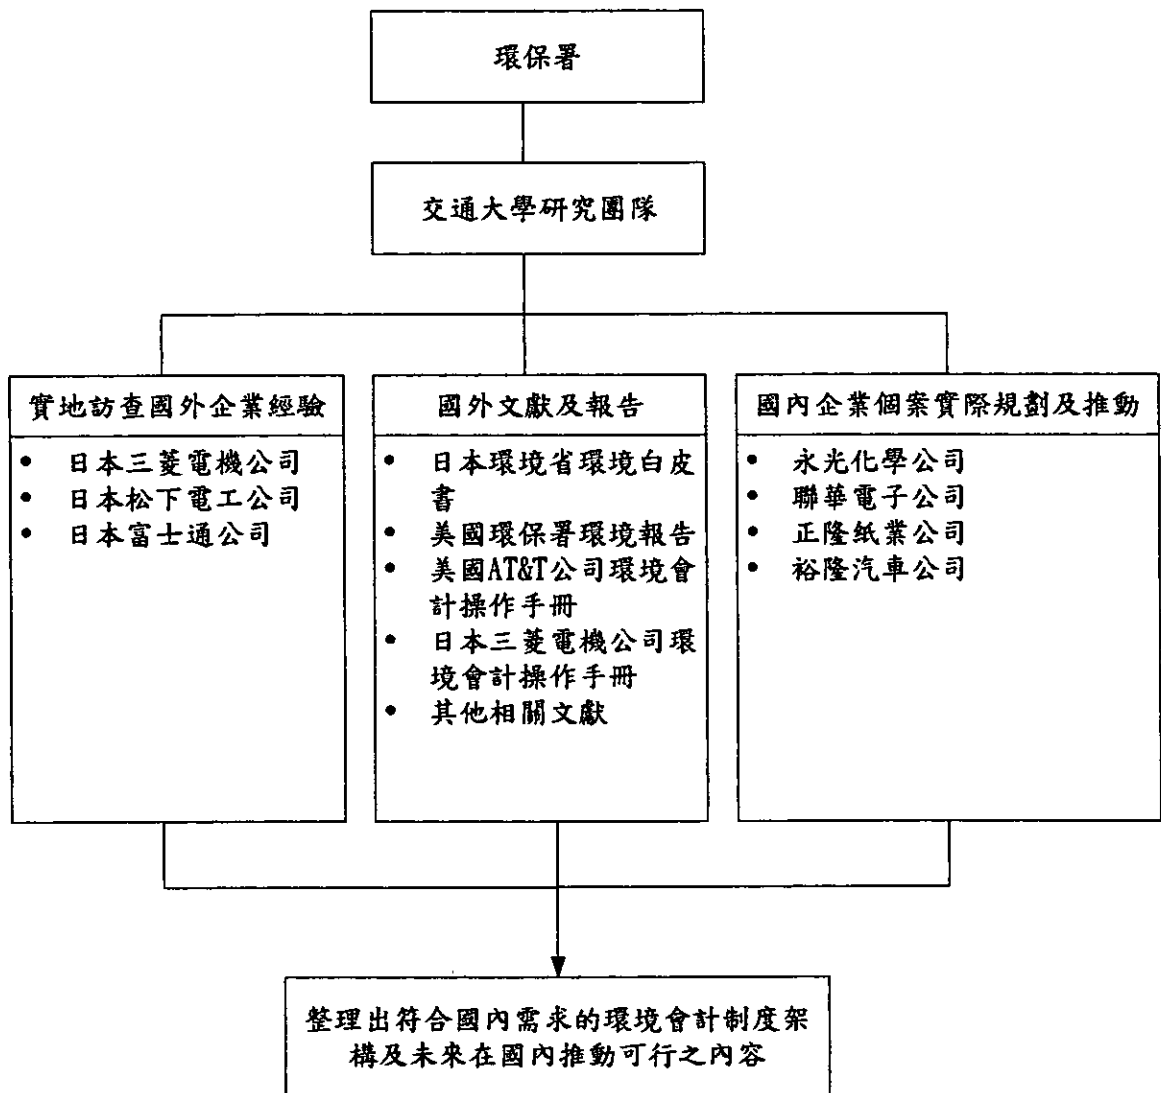 環保署
交通大學研究團隊
實地訪查國外企業經驗
• 日本三菱電機公司
• 日本松下電工公司
• 日本富士通公司
國外文獻及報告
• 日本環境省環境白皮
書
• 美國環保署環境報告
• 美國AT&T公司環境會
計操作手冊
• 日本三菱電機公司環
境會計操作手冊
• 其他相關文獻
國內企業個案實際規劃及推動
• 永光化學公司
• 聯華電子公司
• 正隆紙業公司
• 裕隆汽車公司
整理出符合國內需求的環境會計制度架
構及未來在國內推動可行之內容